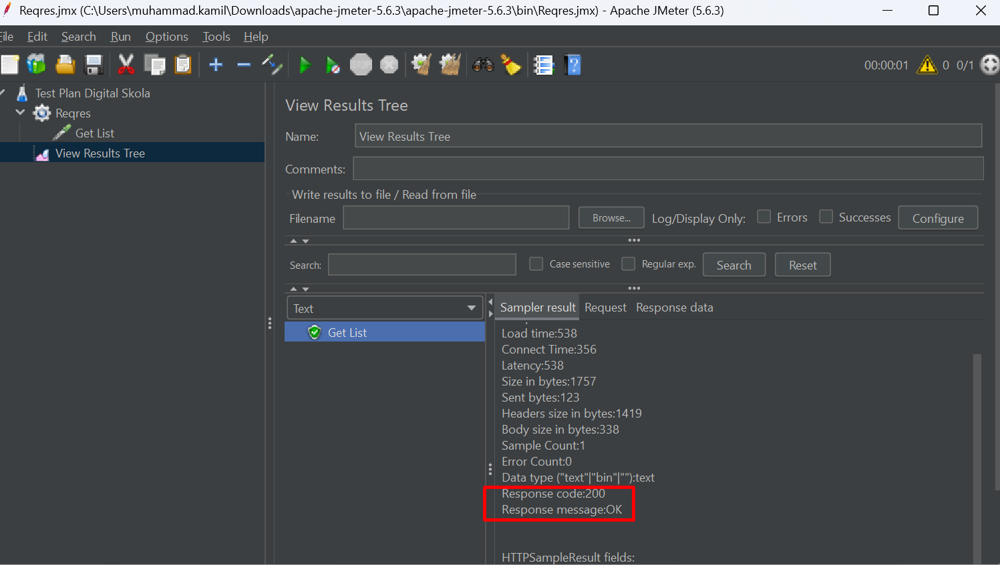 Reqres.jmx (C:\Users\muhammad.kamil\Downloads\apache-jmeter-5.6.3\apache-jmeter-5.6.3\bin\Reqres.jmx) - Apache JMeter (5.6.3)
File Edit Search Run Options Tools Help
STOP
00:00:01 0 0/1
Test Plan Digital Skola
Reqres
Get List
View Results Tree
View Results Tree
Name: View Results Tree
Comments:
Write results to file / Read from file
Filename Browse... Log/Display Only: Errors Successes Configure
Search: Case sensitive Regular exp. Search Reset
Text
Get List
Sampler result Request Response data
Load time:538
Connect Time:356
Latency:538
Size in bytes:1757
Sent bytes:123
Headers size in bytes:1419
Body size in bytes:338
Sample Count:1
Error Count:0
Data type ("text"|"bin"|""):text
Response code:200
Response message:OK
HTTPSampleResult fields: